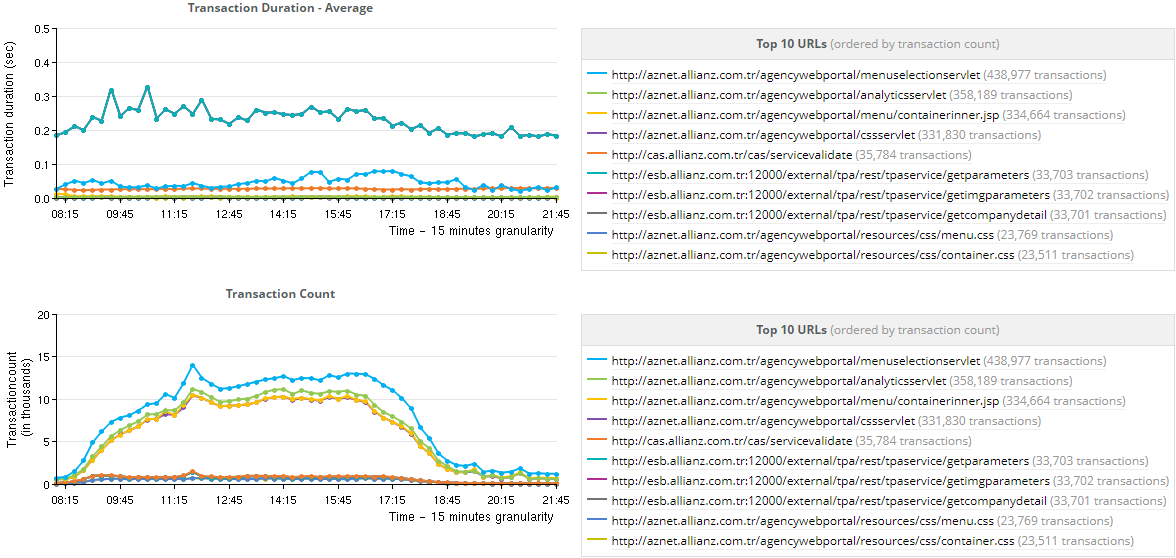 Transaction Duration - Average
Transaction duration (sec)
0.5
0.4
0.3
0.2
0.1
0.0
08:15 09:45 11:15 12:45 14:15 15:45 17:15 18:45 20:15 21:45
Time - 15 minutes granularity
Top 10 URLs (ordered by transaction count)
http://aznet.allianz.com.tr/agencywebportal/menuselectionservlet (438,977 transactions)
http://aznet.allianz.com.tr/agencywebportal/analyticsservlet (358,189 transactions)
http://aznet.allianz.com.tr/agencywebportal/menu/containerinner.jsp (334,664 transactions)
http://aznet.allianz.com.tr/agencywebportal/cssservlet (331,830 transactions)
http://cas.allianz.com.tr/cas/servicevalidate (35,784 transactions)
http://esb.allianz.com.tr:12000/external/tpa/rest/tpaservice/getparameters (33,703 transactions)
http://esb.allianz.com.tr:12000/external/tpa/rest/tpaservice/getimgparameters (33,702 transactions)
http://esb.allianz.com.tr:12000/external/tpa/rest/tpaservice/getcompanydetail (33,701 transactions)
http://aznet.allianz.com.tr/agencywebportal/resources/css/menu.css (23,769 transactions)
http://aznet.allianz.com.tr/agencywebportal/resources/css/container.css (23,511 transactions)
Transaction Count
Transactioncount
(in thousands)
20
15
10
5
0
08:15 09:45 11:15 12:45 14:15 15:45 17:15 18:45 20:15 21:45
Time - 15 minutes granularity
Top 10 URLs (ordered by transaction count)
http://aznet.allianz.com.tr/agencywebportal/menuselectionservlet (438,977 transactions)
http://aznet.allianz.com.tr/agencywebportal/analyticsservlet (358,189 transactions)
http://aznet.allianz.com.tr/agencywebportal/menu/containerinner.jsp (334,664 transactions)
http://aznet.allianz.com.tr/agencywebportal/cssservlet (331,830 transactions)
http://cas.allianz.com.tr/cas/servicevalidate (35,784 transactions)
http://esb.allianz.com.tr:12000/external/tpa/rest/tpaservice/getparameters (33,703 transactions)
http://esb.allianz.com.tr:12000/external/tpa/rest/tpaservice/getimgparameters (33,702 transactions)
http://esb.allianz.com.tr:12000/external/tpa/rest/tpaservice/getcompanydetail (33,701 transactions)
http://aznet.allianz.com.tr/agencywebportal/resources/css/menu.css (23,769 transactions)
http://aznet.allianz.com.tr/agencywebportal/resources/css/container.css (23,511 transactions)